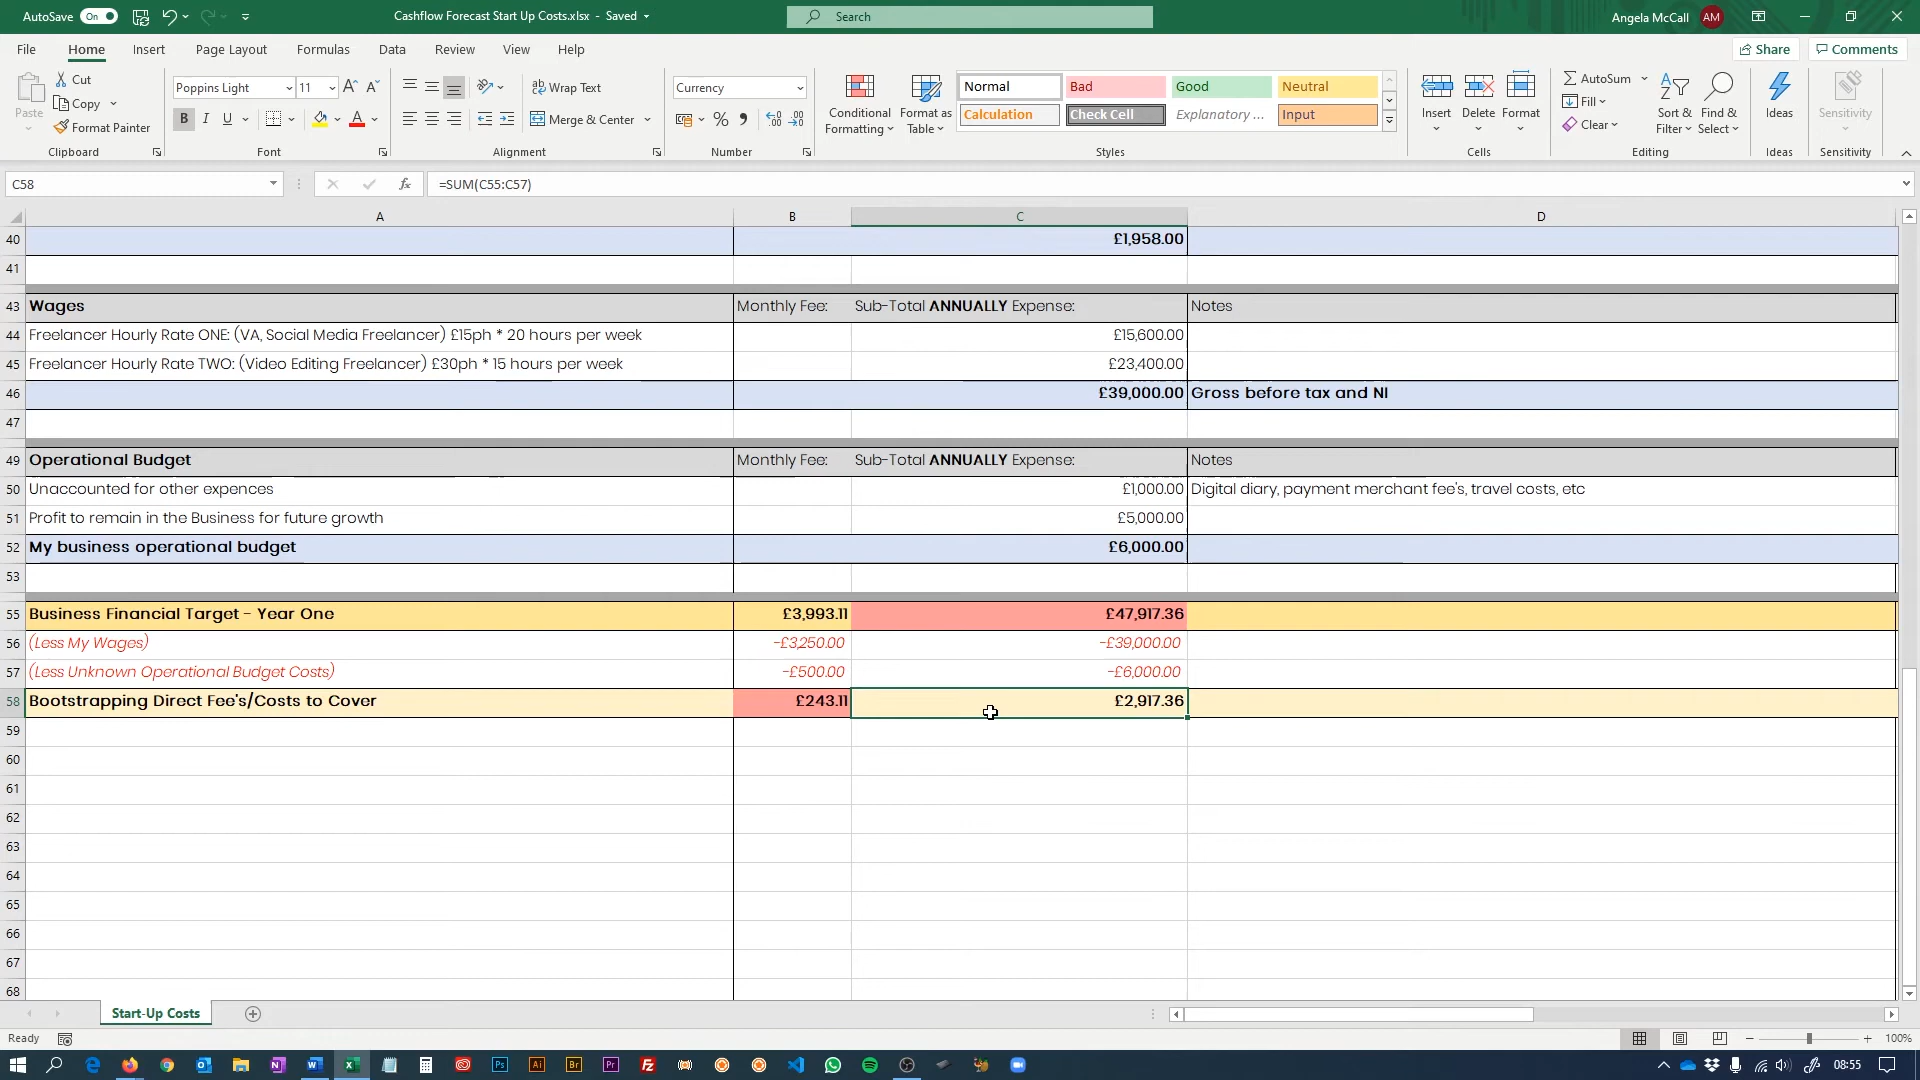 AutoSave On Cashflow Forecast Start Up Costs.xlsx - Saved Search Angela McCall AM
File Home Insert Page Layout Formulas Data Review View Help Share Comments
Paste Cut Copy Format Painter Clipboard
Poppins Light 11 A A B I U A Font
ab Wrap Text Merge & Center Alignment
Currency % Number
Conditional Formatting Format as Table
Normal Bad Good Neutral
Calculation Check Cell Explanatory ... Input
Styles
Insert Delete Format Cells
AutoSum Fill Clear Sort & Filter Find & Select Editing
Ideas Ideas
Sensitivity Sensitivity
C58 fx =SUM(C55:C57)
A B C D
40 £1,958.00
41
43 Wages Monthly Fee: Sub-Total ANNUALLY Expense: Notes
44 Freelancer Hourly Rate ONE: (VA, Social Media Freelancer) £15ph * 20 hours per week £15,600.00
45 Freelancer Hourly Rate TWO: (Video Editing Freelancer) £30ph * 15 hours per week £23,400.00
46 £39,000.00 Gross before tax and NI
47
49 Operational Budget Monthly Fee: Sub-Total ANNUALLY Expense: Notes
50 Unaccounted for other expences £1,000.00 Digital diary, payment merchant fee's, travel costs, etc
51 Profit to remain in the Business for future growth £5,000.00
52 My business operational budget £6,000.00
53
55 Business Financial Target - Year One £3,993.11 £47,917.36
56 (Less My Wages) -£3,250.00 -£39,000.00
57 (Less Unknown Operational Budget Costs) -£500.00 -£6,000.00
58 Bootstrapping Direct Fee's/Costs to Cover £243.11 £2,917.36
59
60
61
62
63
64
65
66
67
68
Start-Up Costs
Ready 100%
08:55